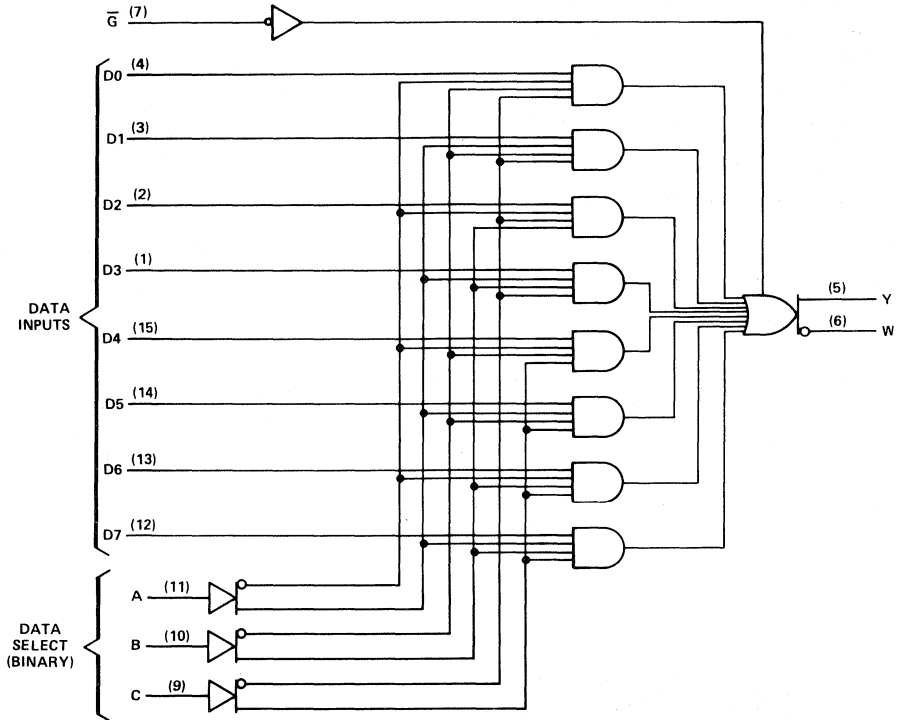 G̅ (7)
D0 (4)
D1 (3)
D2 (2)
D3 (1)
DATA
INPUTS
D4 (15)
D5 (14)
D6 (13)
D7 (12)
(5) Y
(6) W
DATA
SELECT
(BINARY)
A (11)
B (10)
C (9)